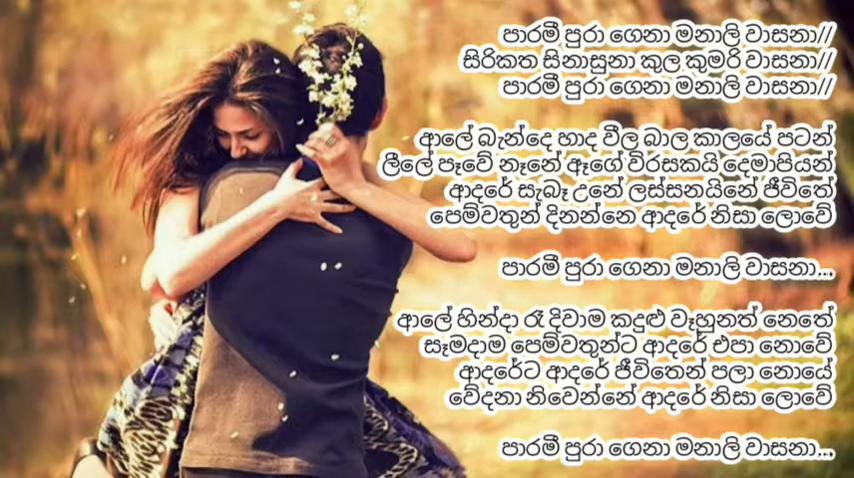 පාරමී පුරා ගෙනා මනාලි වාසනා//
සිරිකත සිනාසුනා කුල කුමරි වාසනා//
පාරමී පුරා ගෙනා මනාලි වාසනා//
ආලේ බැන්දෙ හාද වීල බාල කාලයේ පටන්
ලීලේ පෑවේ නෑනේ ඈගේ විරසකයි දෙමාපියන්
ආදරේ සැබෑ උනේ ලස්සනයිනේ ජීවිතේ
පෙම්වතුන් දිනන්නෙ ආදරේ නිසා ලොවේ
පාරමී පුරා ගෙනා මනාලි වාසනා...,
ආලේ හින්දා රෑ දිවාම කදුළු වෑහුනත් නෙතේ
සෑමදාම පෙම්වතුන්ට ආදරේ එපා නොවේ
ආදරේට ආදරේ ජීවිතෙන් පලා නොයේ
වේදනා නිවෙන්නේ ආදරේ නිසා ලොවේ
පාරමී පුරා ගෙනා මනාලි වාසනා...,